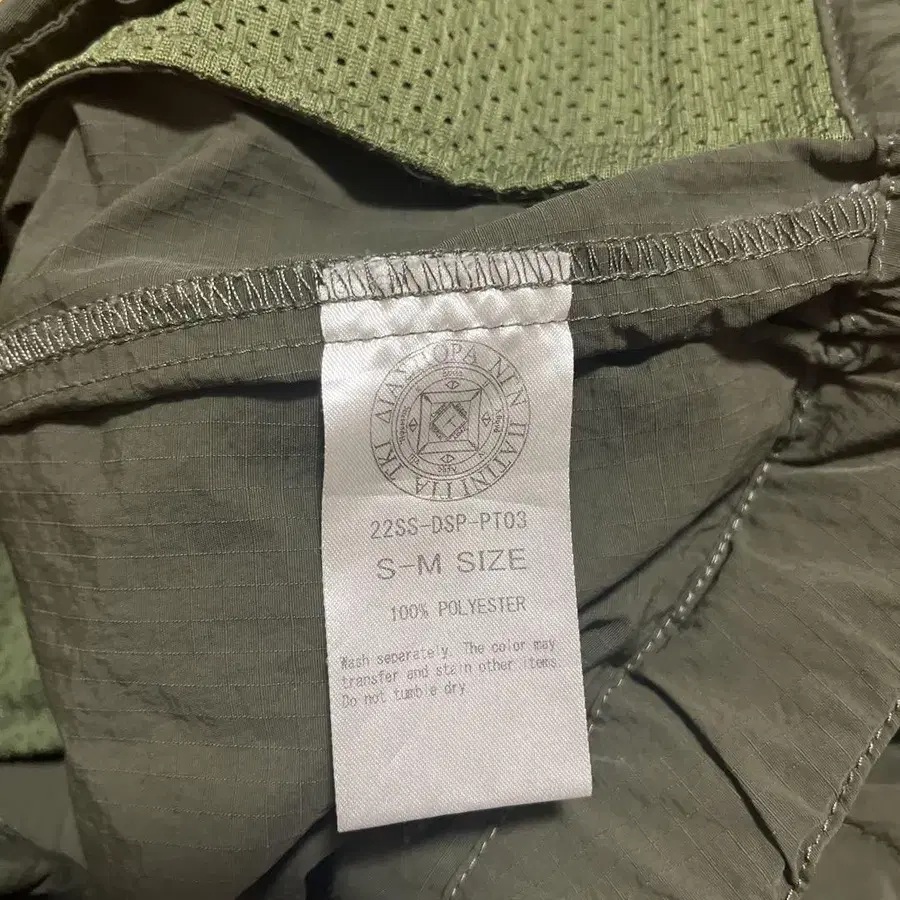 22SS-DSP-PT03
S-M SIZE
100% POLYESTER
Wash seperately. The color may
transfer and stain other items.
Do not tumble dry